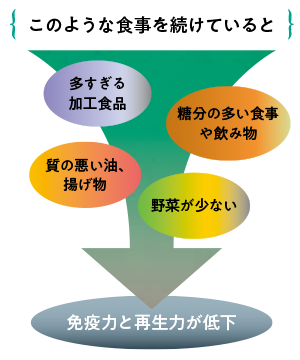 { このような食事を続けていると }
多すぎる
加工食品
糖分の多い食事
や飲み物
質の悪い油、
揚げ物
野菜が少ない
免疫力と再生力が低下